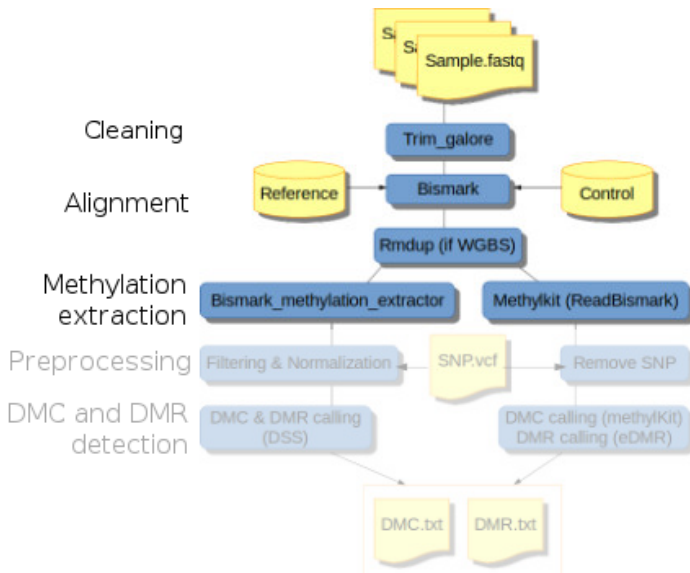 Sa
Sa
Sample.fastq
Cleaning
Trim_galore
Alignment
Reference
Bismark
Control
Rmdup (if WGBS)
Methylation
extraction
Bismark_methylation_extractor
Methylkit (ReadBismark)
Preprocessing
Filtering & Normalization
SNP.vcf
Remove SNP
DMC and DMR
detection
DMC & DMR calling
(DSS)
DMC calling (methylKit)
DMR calling (eDMR)
DMC.txt
DMR.txt